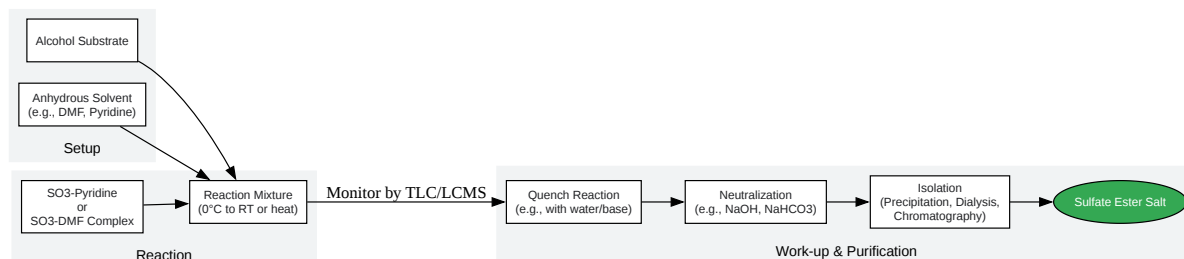 Alcohol Substrate
Anhydrous Solvent
(e.g., DMF, Pyridine)
Setup
SO3-Pyridine
or
SO3-DMF Complex
Reaction Mixture
(0°C to RT or heat)
Reaction
Monitor by TLC/LCMS
Quench Reaction
(e.g., with water/base)
Neutralization
(e.g., NaOH, NaHCO3)
Isolation
(Precipitation, Dialysis,
Chromatography)
Sulfate Ester Salt
Work-up & Purification